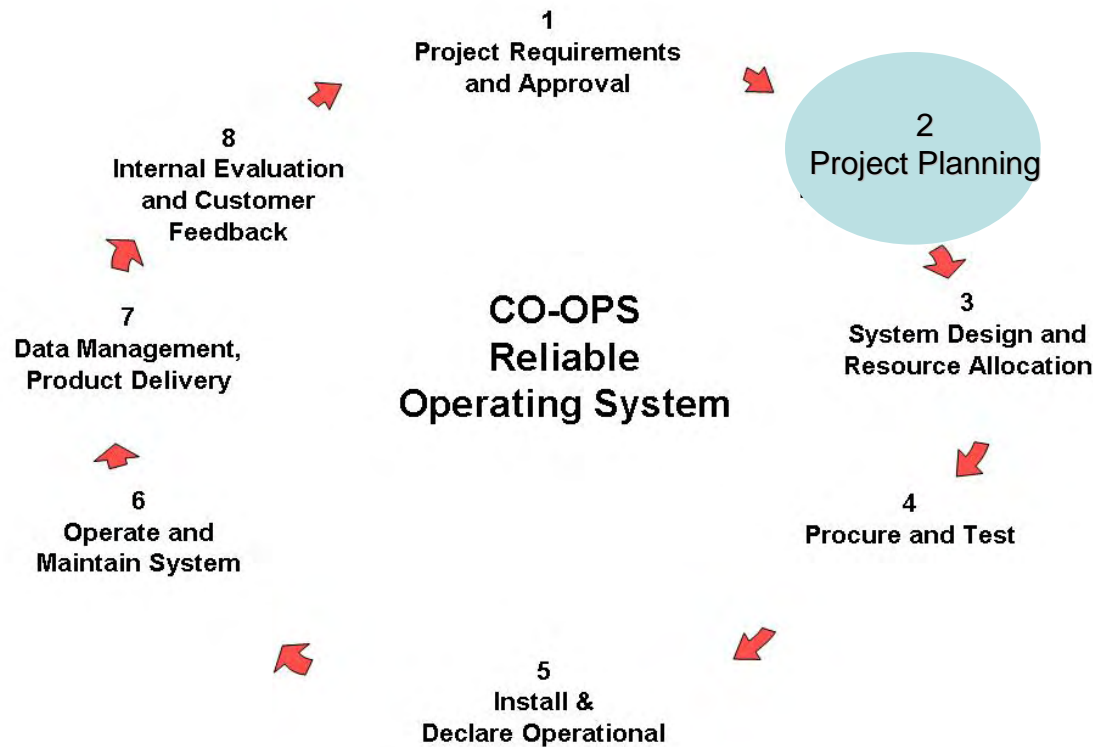 1
Project Requirements
and Approval
2
Project Planning
3
System Design and
Resource Allocation
4
Procure and Test
5
Install &
Declare Operational
6
Operate and
Maintain System
7
Data Management,
Product Delivery
8
Internal Evaluation
and Customer
Feedback
CO-OPS
Reliable
Operating System